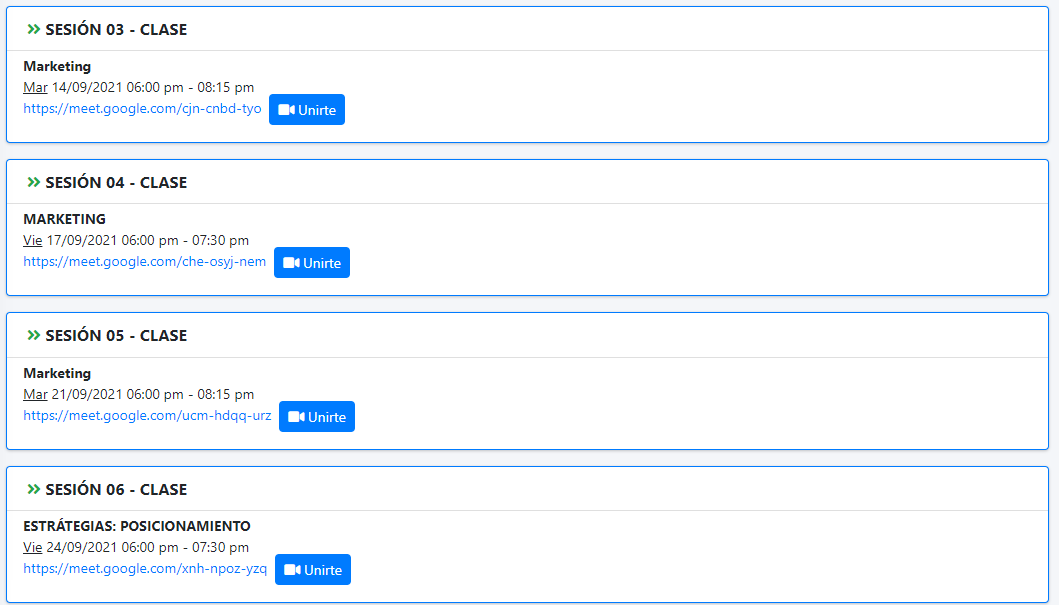 SESIÓN 03 - CLASE
Marketing
Mar 14/09/2021 06:00 pm - 08:15 pm
https://meet.google.com/cjn-cnbd-tyo Unirte
SESIÓN 04 - CLASE
MARKETING
Vie 17/09/2021 06:00 pm - 07:30 pm
https://meet.google.com/che-osyj-nem Unirte
SESIÓN 05 - CLASE
Marketing
Mar 21/09/2021 06:00 pm - 08:15 pm
https://meet.google.com/ucm-hdqq-urz Unirte
SESIÓN 06 - CLASE
ESTRÁTEGIAS: POSICIONAMIENTO
Vie 24/09/2021 06:00 pm - 07:30 pm
https://meet.google.com/xnh-npoz-yzq Unirte